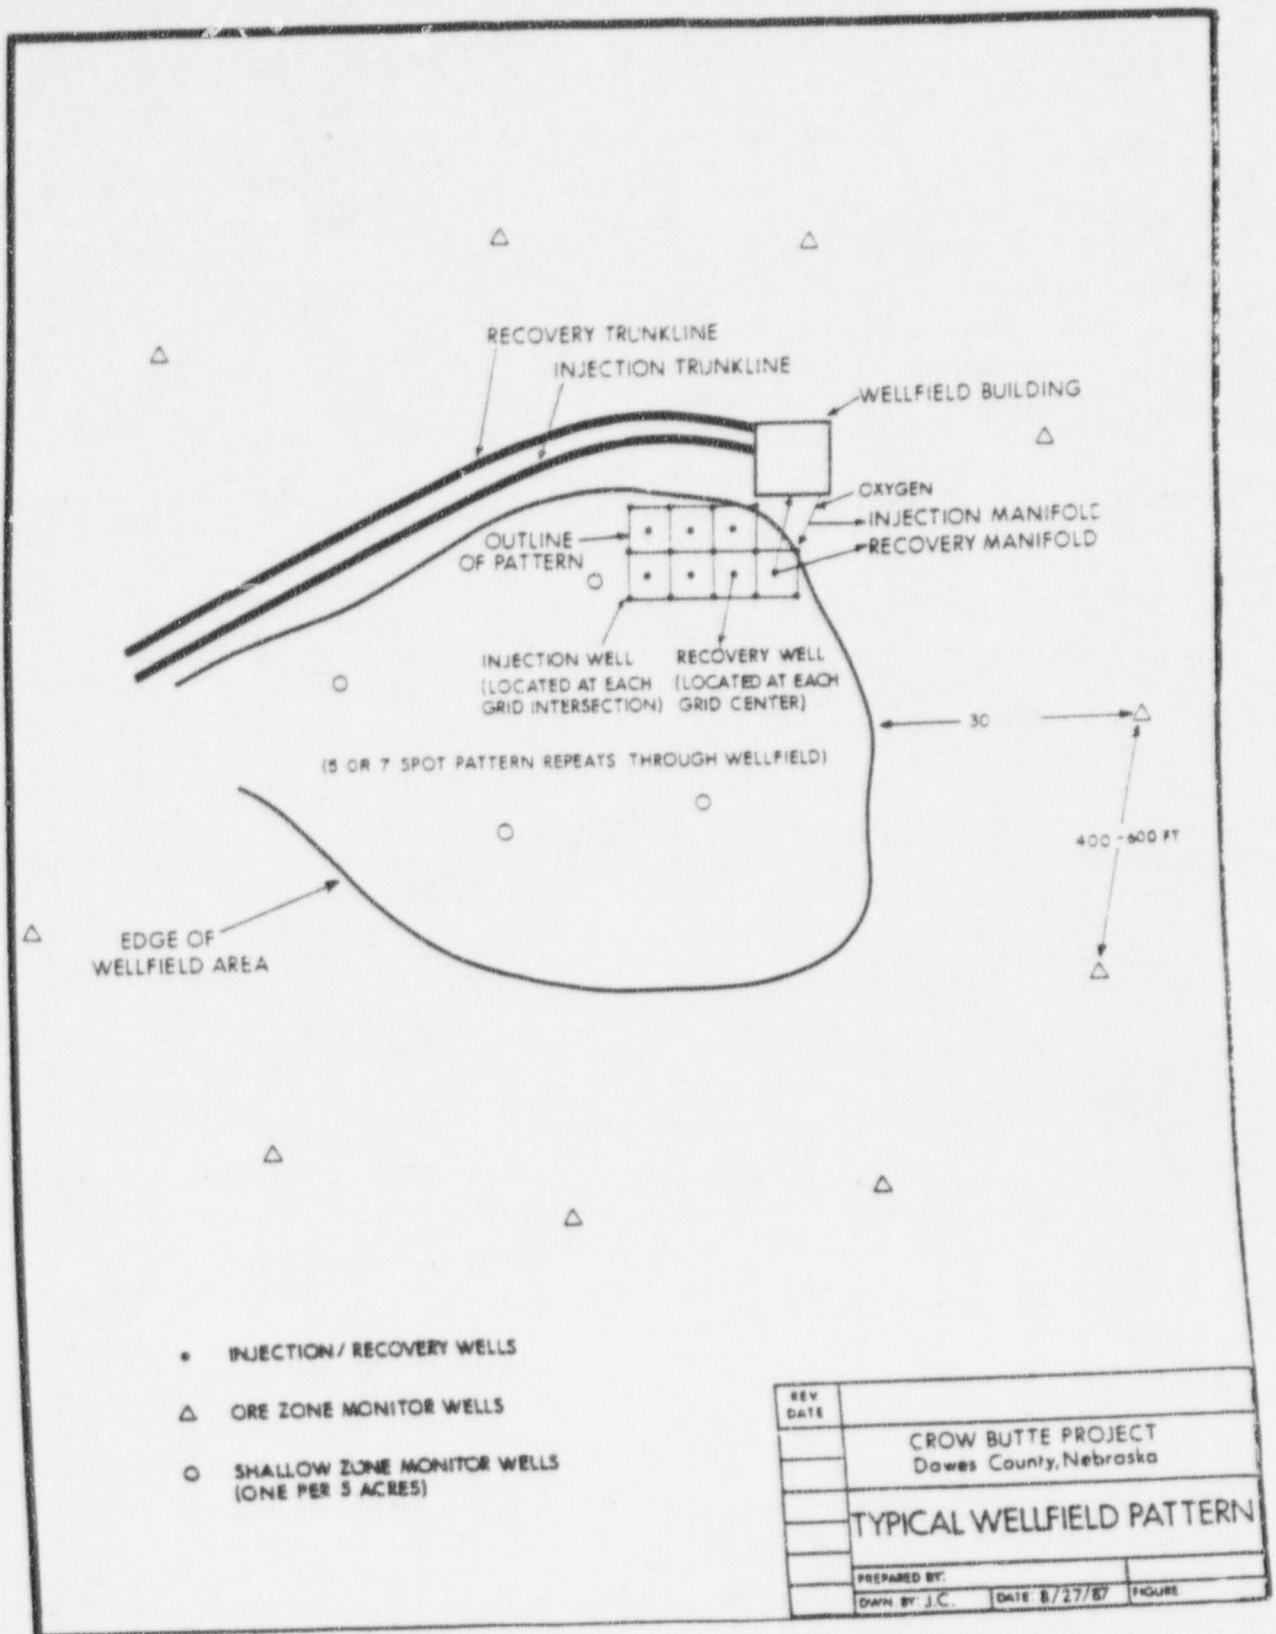 RECOVERY TRUNKLINE
INJECTION TRUNKLINE
WELLFIELD BUILDING
OXYGEN
INJECTION MANIFOLD
RECOVERY MANIFOLD
OUTLINE
OF PATTERN
INJECTION WELL
(LOCATED AT EACH
GRID INTERSECTION)
RECOVERY WELL
(LOCATED AT EACH
GRID CENTER)
30
(5 OR 7 SPOT PATTERN REPEATS THROUGH WELLFIELD)
400 - 600 FT
EDGE OF
WELLFIELD AREA
INJECTION / RECOVERY WELLS
ORE ZONE MONITOR WELLS
SHALLOW ZONE MONITOR WELLS
(ONE PER 5 ACRES)
REV
DATE
CROW BUTTE PROJECT
Dawes County, Nebraska
TYPICAL WELLFIELD PATTERN
PREPARED BY:
DWN. BY: J.C.
DATE: 8/27/87
FIGURE